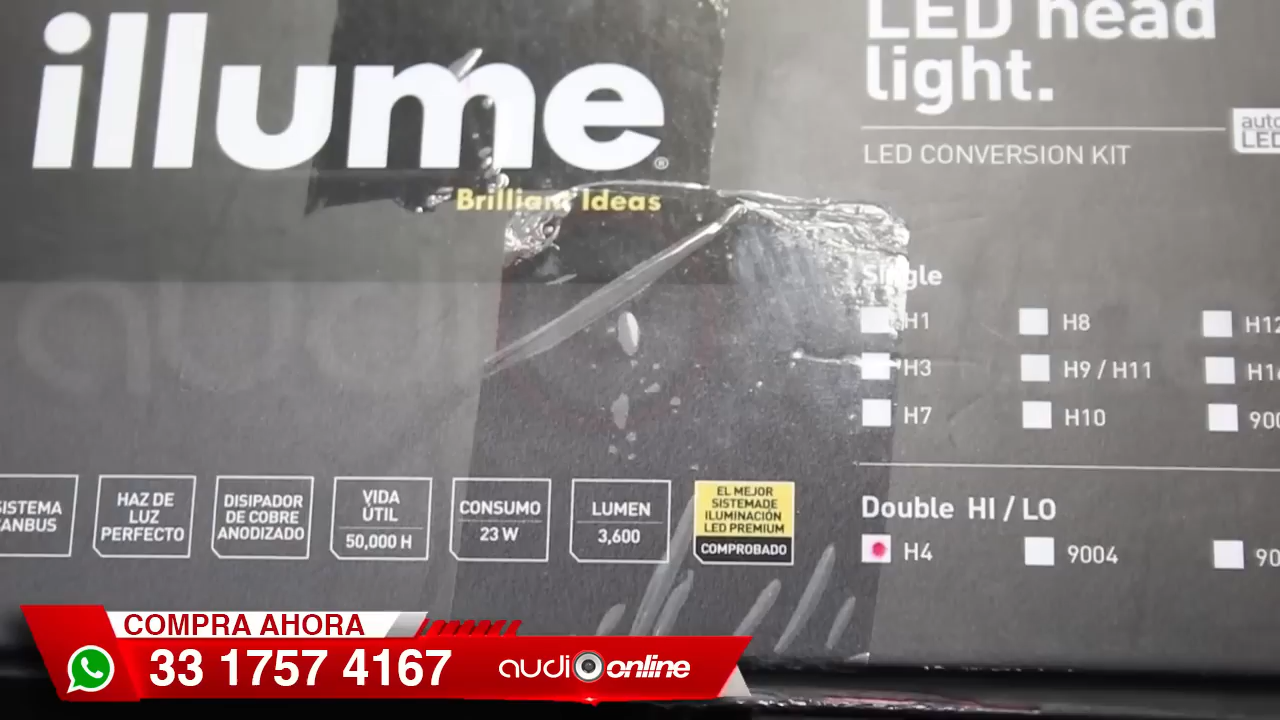 illume®
Brilliant Ideas
LED head
light.
LED CONVERSION KIT
auto
LED
Single
H1
H8
H3
H9 / H11
H7
H10
Double HI / LO
H4
9004
SISTEMA
CANBUS
HAZ DE
LUZ
PERFECTO
DISIPADOR
DE COBRE
ANODIZADO
VIDA
ÚTIL
50,000 H
CONSUMO
23 W
LUMEN
3,600
EL MEJOR
SISTEMADE
ILUMINACIÓN
LED PREMIUM
COMPROBADO
COMPRA AHORA
33 1757 4167
audio online